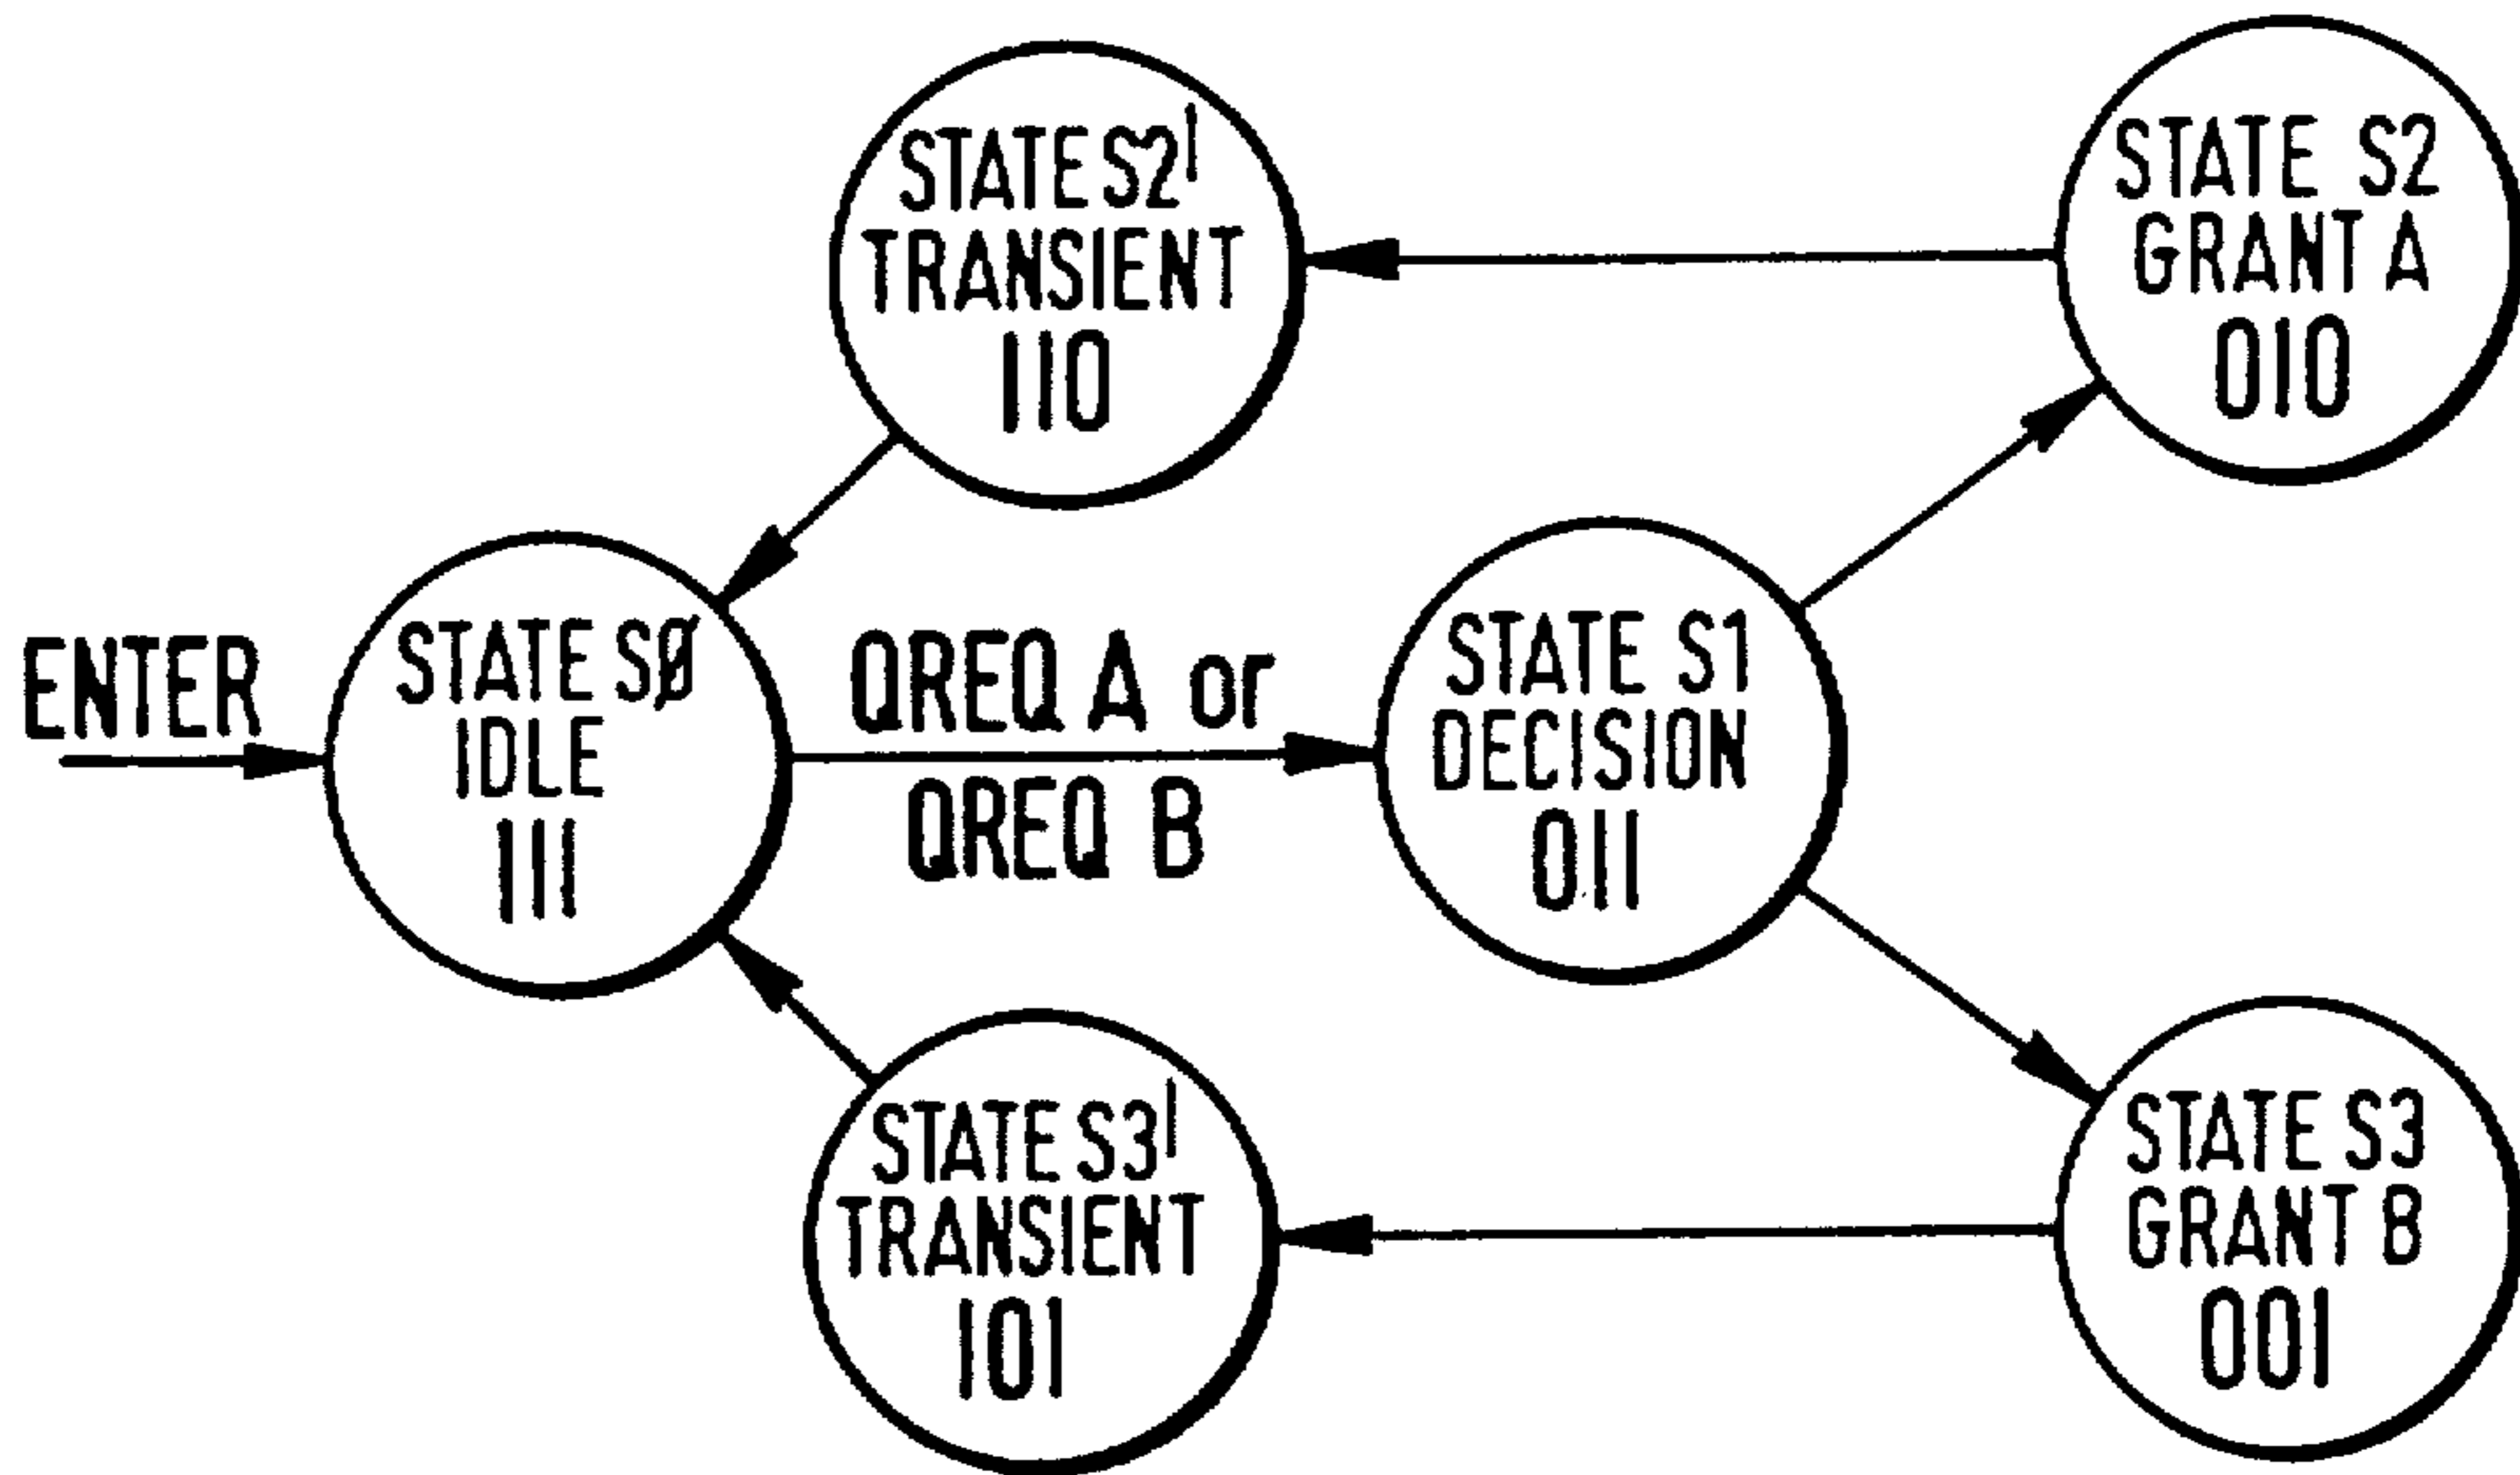 STATE S2'
TRANSIENT
110
STATE S2
GRANT A
010
ENTER
STATE SØ
IDLE
111
QREQ A or
QREQ B
STATE S1
DECISION
011
STATE S3'
TRANSIENT
101
STATE S3
GRANT B
001